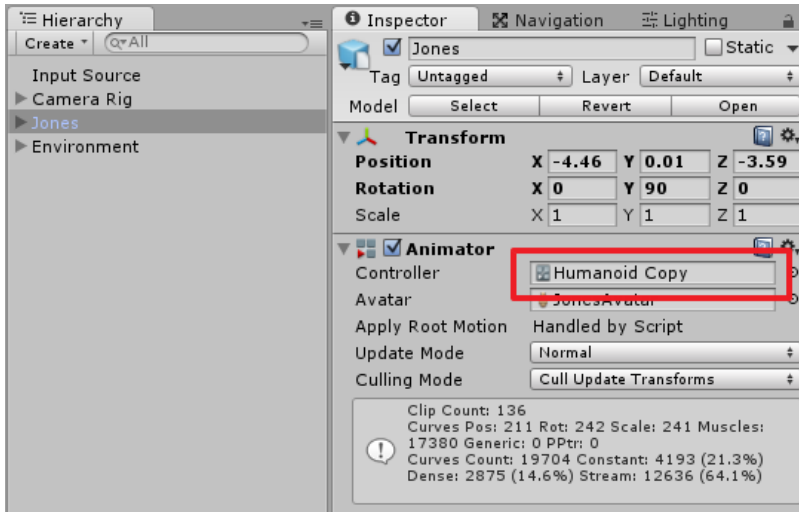 Hierarchy
Create
All
Input Source
Camera Rig
Jones
Environment
Inspector Navigation Lighting
Jones Static
Tag Untagged Layer Default
Model Select Revert Open
Transform
Position X -4.46 Y 0.01 Z -3.59
Rotation X 0 Y 90 Z 0
Scale X 1 Y 1 Z 1
Animator
Controller Humanoid Copy
Avatar JonesAvatar
Apply Root Motion Handled by Script
Update Mode Normal
Culling Mode Cull Update Transforms
Clip Count: 136
Curves Pos: 211 Rot: 242 Scale: 241 Muscles:
17380 Generic: 0 PPtr: 0
Curves Count: 19704 Constant: 4193 (21.3%)
Dense: 2875 (14.6%) Stream: 12636 (64.1%)